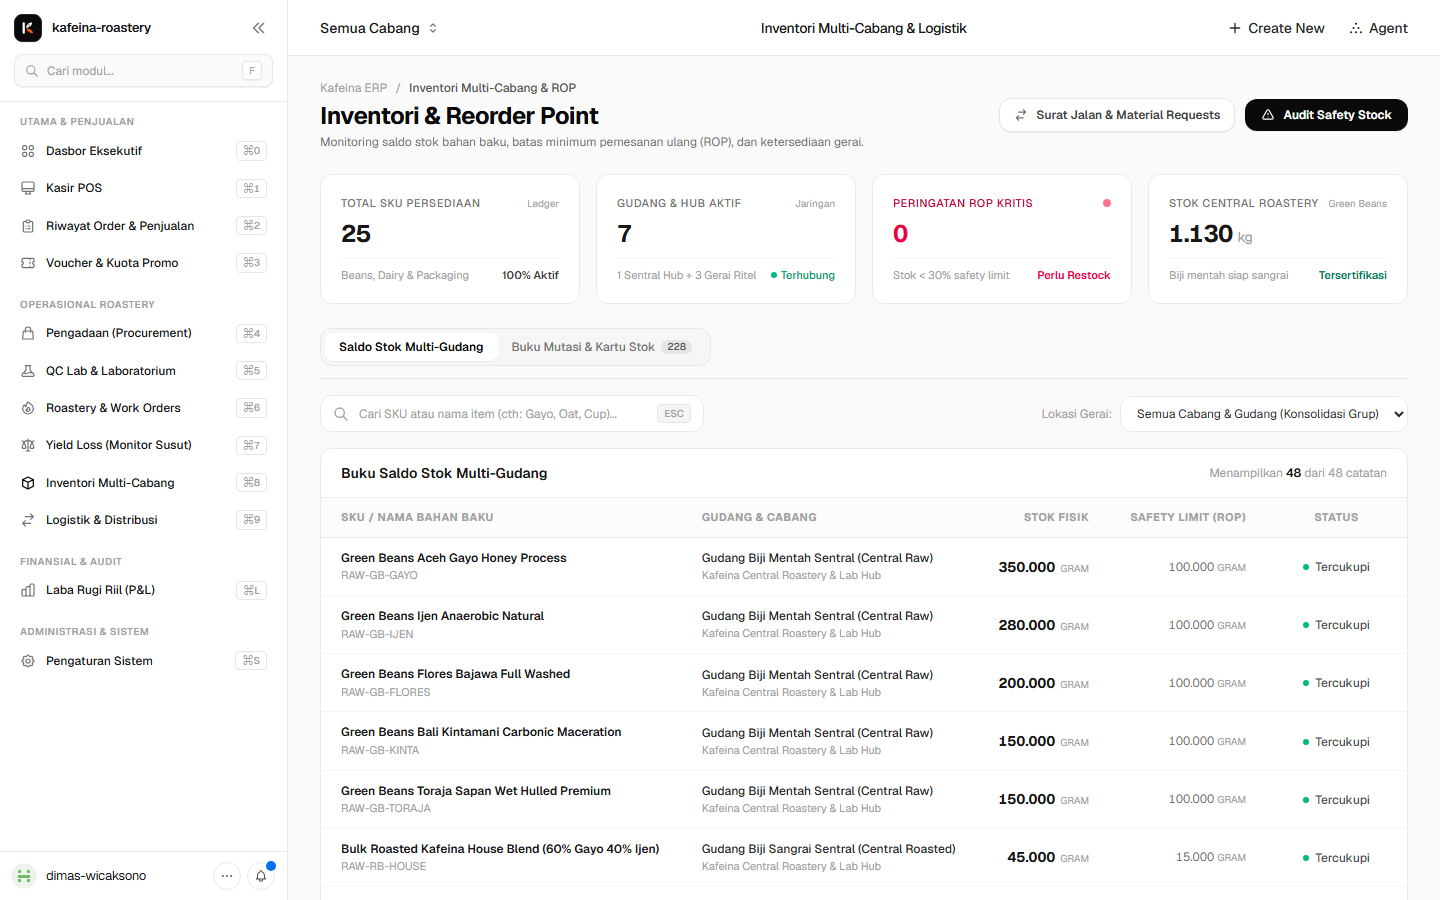 kafeina-roastery
Cari modul...
F
UTAMA & PENJUALAN
Dasbor Eksekutif
⌘0
Kasir POS
⌘1
Riwayat Order & Penjualan
⌘2
Voucher & Kuota Promo
⌘3
OPERASIONAL ROASTERY
Pengadaan (Procurement)
⌘4
QC Lab & Laboratorium
⌘5
Roastery & Work Orders
⌘6
Yield Loss (Monitor Susut)
⌘7
Inventori Multi-Cabang
⌘8
Logistik & Distribusi
⌘9
FINANSIAL & AUDIT
Laba Rugi Riil (P&L)
⌘L
ADMINISTRASI & SISTEM
Pengaturan Sistem
⌘S
dimas-wicaksono
Semua Cabang
Inventori Multi-Cabang & Logistik
Create New
Agent
Kafeina ERP / Inventori Multi-Cabang & ROP
Inventori & Reorder Point
Monitoring saldo stok bahan baku, batas minimum pemesanan ulang (ROP), dan ketersediaan gerai.
Surat Jalan & Material Requests
Audit Safety Stock
TOTAL SKU PERSEDIAAN
Ledger
25
Beans, Dairy & Packaging
100% Aktif
GUDANG & HUB AKTIF
Jaringan
7
1 Sentral Hub + 3 Gerai Ritel
Terhubung
PERINGATAN ROP KRITIS
0
Stok < 30% safety limit
Perlu Restock
STOK CENTRAL ROASTERY
Green Beans
1.130 kg
Biji mentah siap sangrai
Tersertifikasi
Saldo Stok Multi-Gudang
Buku Mutasi & Kartu Stok 228
Cari SKU atau nama item (cth: Gayo, Oat, Cup)...
ESC
Lokasi Gerai:
Semua Cabang & Gudang (Konsolidasi Grup)
Buku Saldo Stok Multi-Gudang
Menampilkan 48 dari 48 catatan
SKU / NAMA BAHAN BAKU
GUDANG & CABANG
STOK FISIK
SAFETY LIMIT (ROP)
STATUS
Green Beans Aceh Gayo Honey Process
RAW-GB-GAYO
Gudang Biji Mentah Sentral (Central Raw)
Kafeina Central Roastery & Lab Hub
350.000 GRAM
100.000 GRAM
Tercukupi
Green Beans Ijen Anaerobic Natural
RAW-GB-IJEN
Gudang Biji Mentah Sentral (Central Raw)
Kafeina Central Roastery & Lab Hub
280.000 GRAM
100.000 GRAM
Tercukupi
Green Beans Flores Bajawa Full Washed
RAW-GB-FLORES
Gudang Biji Mentah Sentral (Central Raw)
Kafeina Central Roastery & Lab Hub
200.000 GRAM
100.000 GRAM
Tercukupi
Green Beans Bali Kintamani Carbonic Maceration
RAW-GB-KINTA
Gudang Biji Mentah Sentral (Central Raw)
Kafeina Central Roastery & Lab Hub
150.000 GRAM
100.000 GRAM
Tercukupi
Green Beans Toraja Sapan Wet Hulled Premium
RAW-GB-TORAJA
Gudang Biji Mentah Sentral (Central Raw)
Kafeina Central Roastery & Lab Hub
150.000 GRAM
100.000 GRAM
Tercukupi
Bulk Roasted Kafeina House Blend (60% Gayo 40% Ijen)
RAW-RB-HOUSE
Gudang Biji Sangrai Sentral (Central Roasted)
Kafeina Central Roastery & Lab Hub
45.000 GRAM
15.000 GRAM
Tercukupi